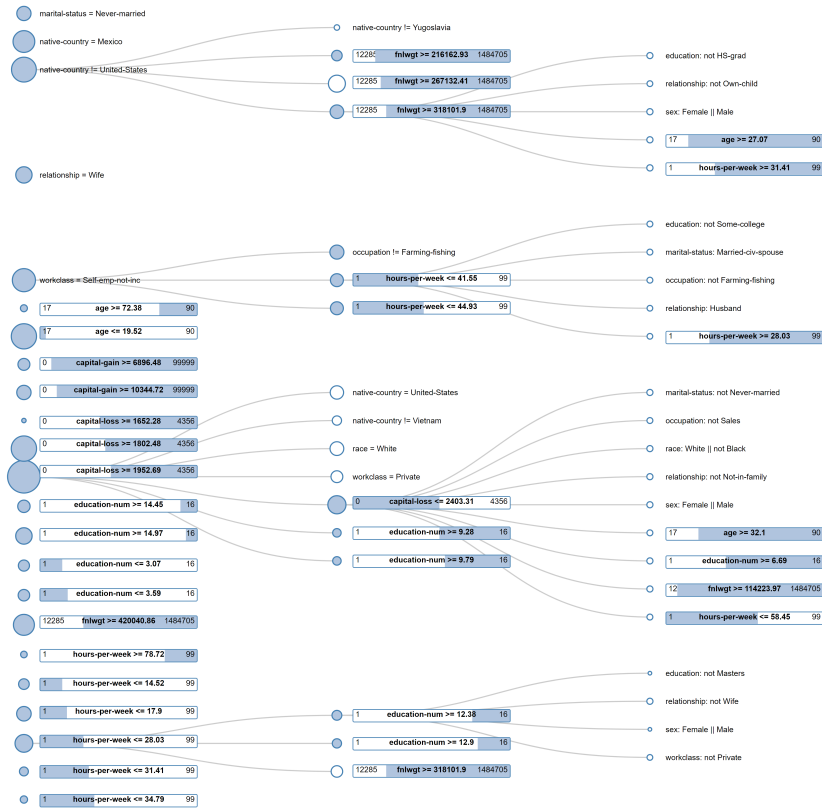 marital-status = Never-married
native-country = Mexico
native-country != United-States
relationship = Wife
workclass = Self-emp-not-inc
17 age >= 72.38 90
17 age <= 19.52 90
0 capital-gain >= 6896.48 99999
0 capital-gain >= 10344.72 99999
0 capital-loss >= 1652.28 4356
0 capital-loss >= 1802.48 4356
0 capital-loss >= 1952.69 4356
1 education-num >= 14.45 16
1 education-num >= 14.97 16
1 education-num <= 3.07 16
1 education-num <= 3.59 16
12285 fnlwgt >= 420040.86 1484705
1 hours-per-week >= 78.72 99
1 hours-per-week <= 14.52 99
1 hours-per-week <= 17.9 99
1 hours-per-week <= 28.03 99
1 hours-per-week <= 31.41 99
1 hours-per-week <= 34.79 99
native-country != Yugoslavia
12285 fnlwgt >= 216162.93 1484705
12285 fnlwgt >= 267132.41 1484705
12285 fnlwgt >= 318101.9 1484705
occupation != Farming-fishing
1 hours-per-week <= 41.55 99
1 hours-per-week <= 44.93 99
native-country = United-States
native-country != Vietnam
race = White
workclass = Private
0 capital-loss <= 2403.31 4356
1 education-num >= 9.28 16
1 education-num >= 9.79 16
1 education-num >= 12.38 16
1 education-num >= 12.9 16
12285 fnlwgt >= 318101.9 1484705
education: not HS-grad
relationship: not Own-child
sex: Female || Male
17 age >= 27.07 90
1 hours-per-week >= 31.41 99
education: not Some-college
marital-status: Married-civ-spouse
occupation: not Farming-fishing
relationship: Husband
1 hours-per-week >= 28.03 99
marital-status: not Never-married
occupation: not Sales
race: White || not Black
relationship: not Not-in-family
sex: Female || Male
17 age >= 32.1 90
1 education-num >= 6.69 16
12 fnlwgt >= 114223.97 1484705
1 hours-per-week <= 58.45 99
education: not Masters
relationship: not Wife
sex: Female || Male
workclass: not Private